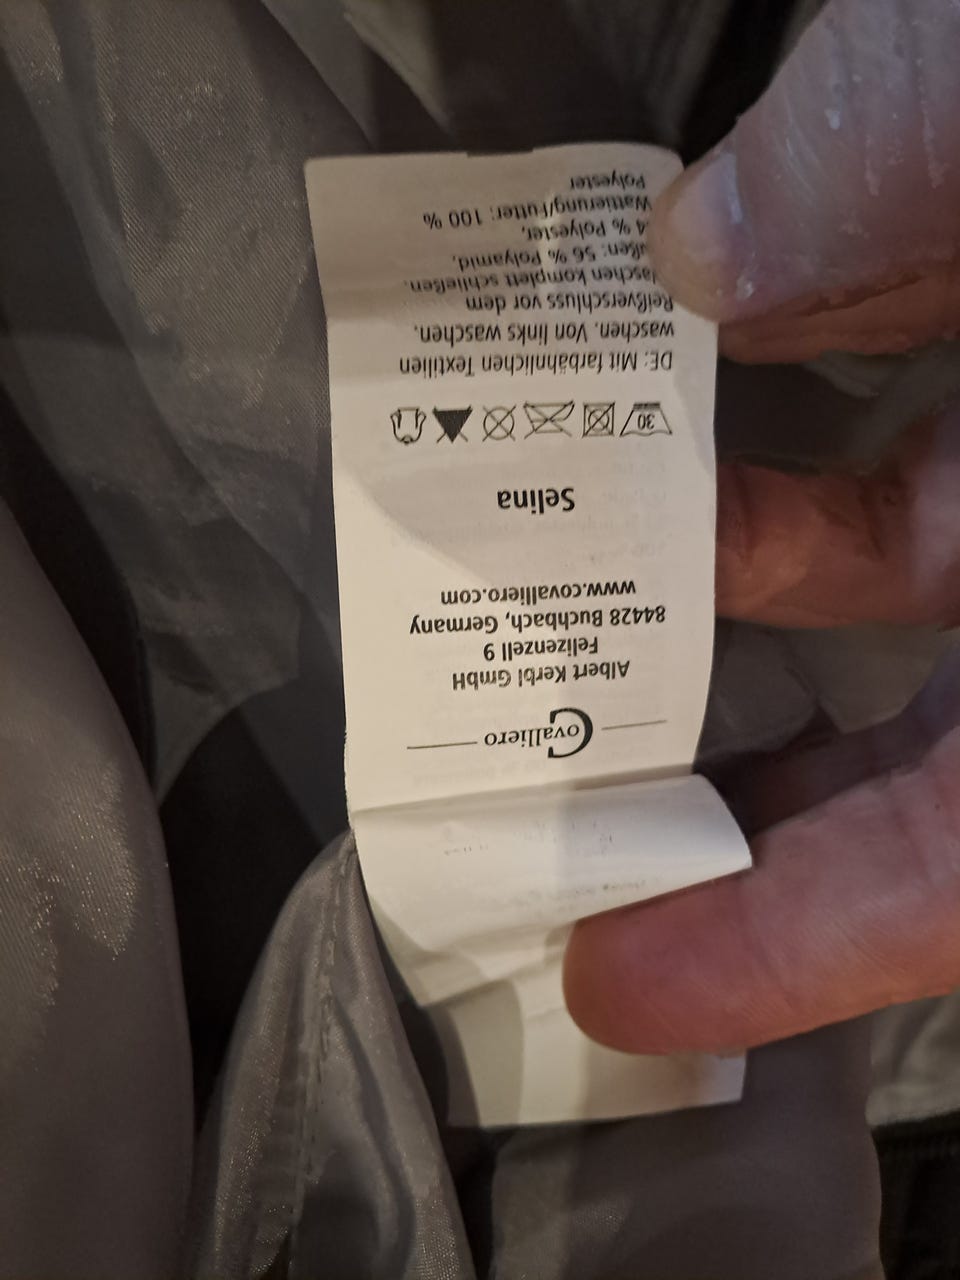 Covalliero
Albert Kerbl GmbH
Felizenzell 9
84428 Buchbach, Germany
www.covalliero.com
Selina
30
DE: Mit farbähnlichen Textilien
waschen. Von links waschen.
Reißverschluss vor dem
komplett schließen.
56 % Polyamid,
% Polyester,
Wattierung/Futter: 100 %
Polyester